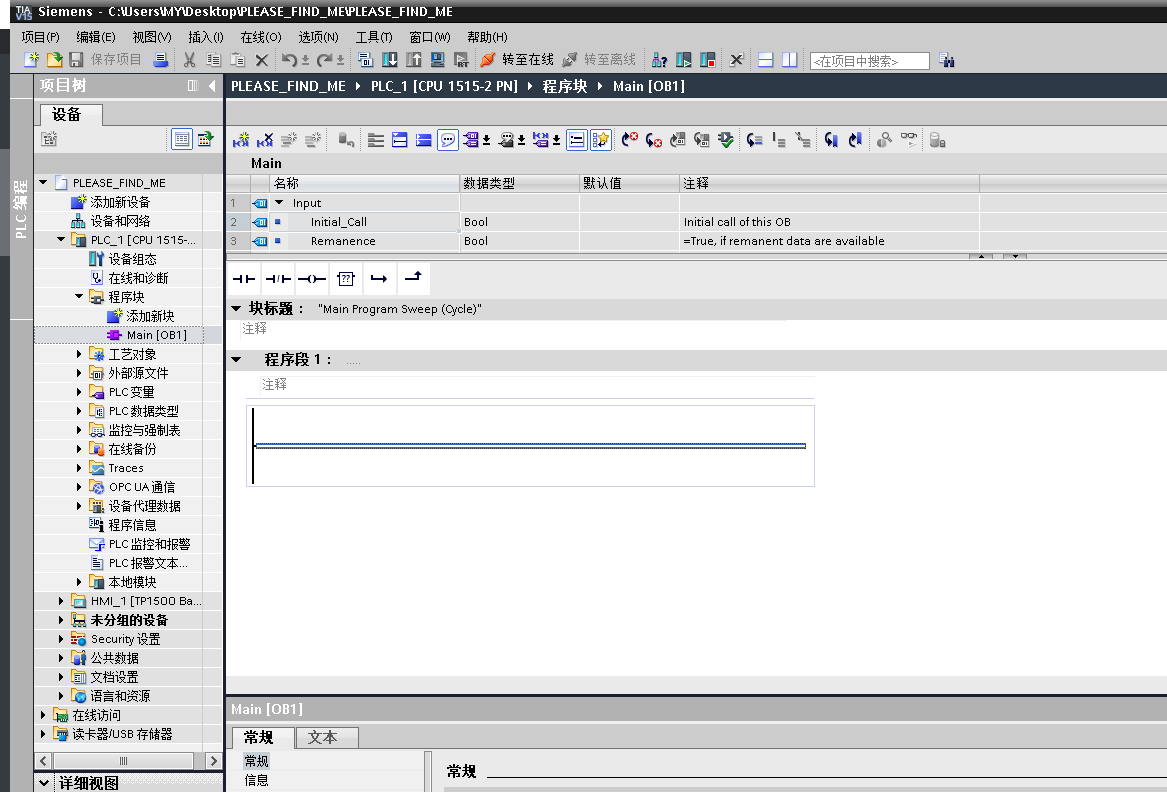 TIA V15 Siemens - C:\Users\MY\Desktop\PLEASE_FIND_ME\PLEASE_FIND_ME
项目(P) 编辑(E) 视图(V) 插入(I) 在线(O) 选项(N) 工具(T) 窗口(W) 帮助(H)
保存项目 转至在线 转至离线 <在项目中搜索>
项目树
PLEASE_FIND_ME PLC_1 [CPU 1515-2 PN] 程序块 Main [OB1]
设备
PLC 编程
PLEASE_FIND_ME
添加新设备
设备和网络
PLC_1 [CPU 1515-...
设备组态
在线和诊断
程序块
添加新块
Main [OB1]
工艺对象
外部源文件
PLC 变量
PLC 数据类型
监控与强制表
在线备份
Traces
OPC UA 通信
设备代理数据
程序信息
PLC 监控和报警
PLC 报警文本...
本地模块
HMI_1 [TP1500 Ba...
未分组的设备
Security 设置
公共数据
文档设置
语言和资源
在线访问
读卡器/USB 存储器
详细视图
Main
名称 数据类型 默认值 注释
1 Input
2 Initial_Call Bool Initial call of this OB
3 Remanence Bool =True, if remanent data are available
??
块标题： "Main Program Sweep (Cycle)"
注释
程序段 1： .....
注释
Main [OB1]
常规 文本
常规
信息
常规